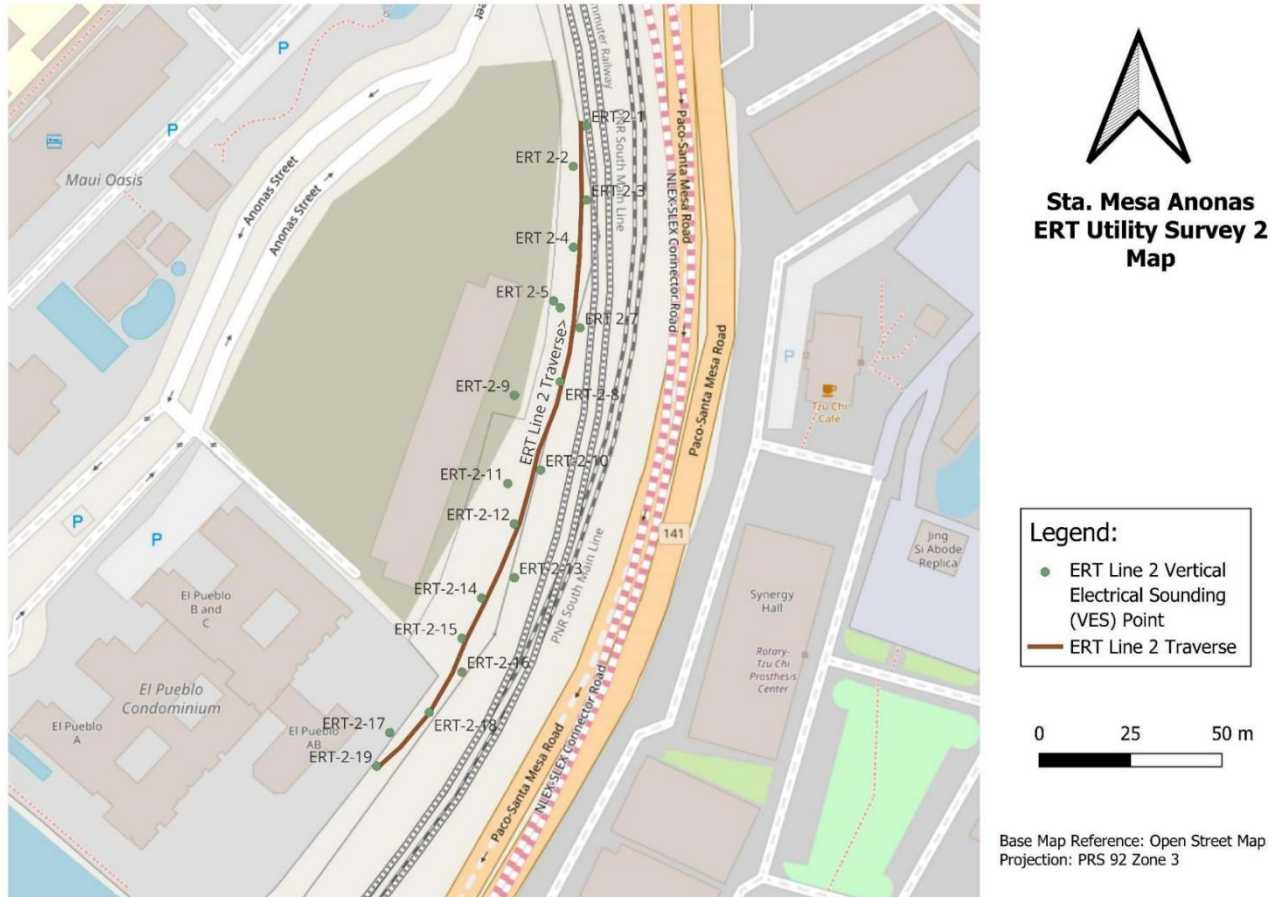 Sta. Mesa Anonas
ERT Utility Survey 2
Map
Legend:
ERT Line 2 Vertical
Electrical Sounding
(VES) Point
ERT Line 2 Traverse
0 25 50 m
Base Map Reference: Open Street Map
Projection: PRS 92 Zone 3
P
P
Maui Oasis
Anonas Street
Anonas Street
ERT-2-1
ERT 2-2
ERT-2-3
ERT 2-4
ERT 2-5
ERT 2-7
ERT-2-8
ERT-2-9
ERT-2-10
ERT-2-11
ERT-2-12
ERT-2-13
ERT-2-14
ERT-2-15
ERT-2-16
ERT-2-17
ERT-2-18
ERT-2-19
ERT Line 2 Traverse>
mmuter Railway
PNR South Main Line
PNR South Main Line
Paco-Santa Mesa Road
NLEX-SLEX Connector Road
Paco-Santa Mesa Road
Paco-Santa Mesa Road
NLEX-SLEX Connector Road
141
P
Tzu Chi
Café
Jing
Si Abode
Replica
Synergy
Hall
Rotary-
Tzu Chi
Prosthesis
Center
P
P
El Pueblo
B and
C
El Pueblo
Condominium
El Pueblo
A
El Pueblo
AB